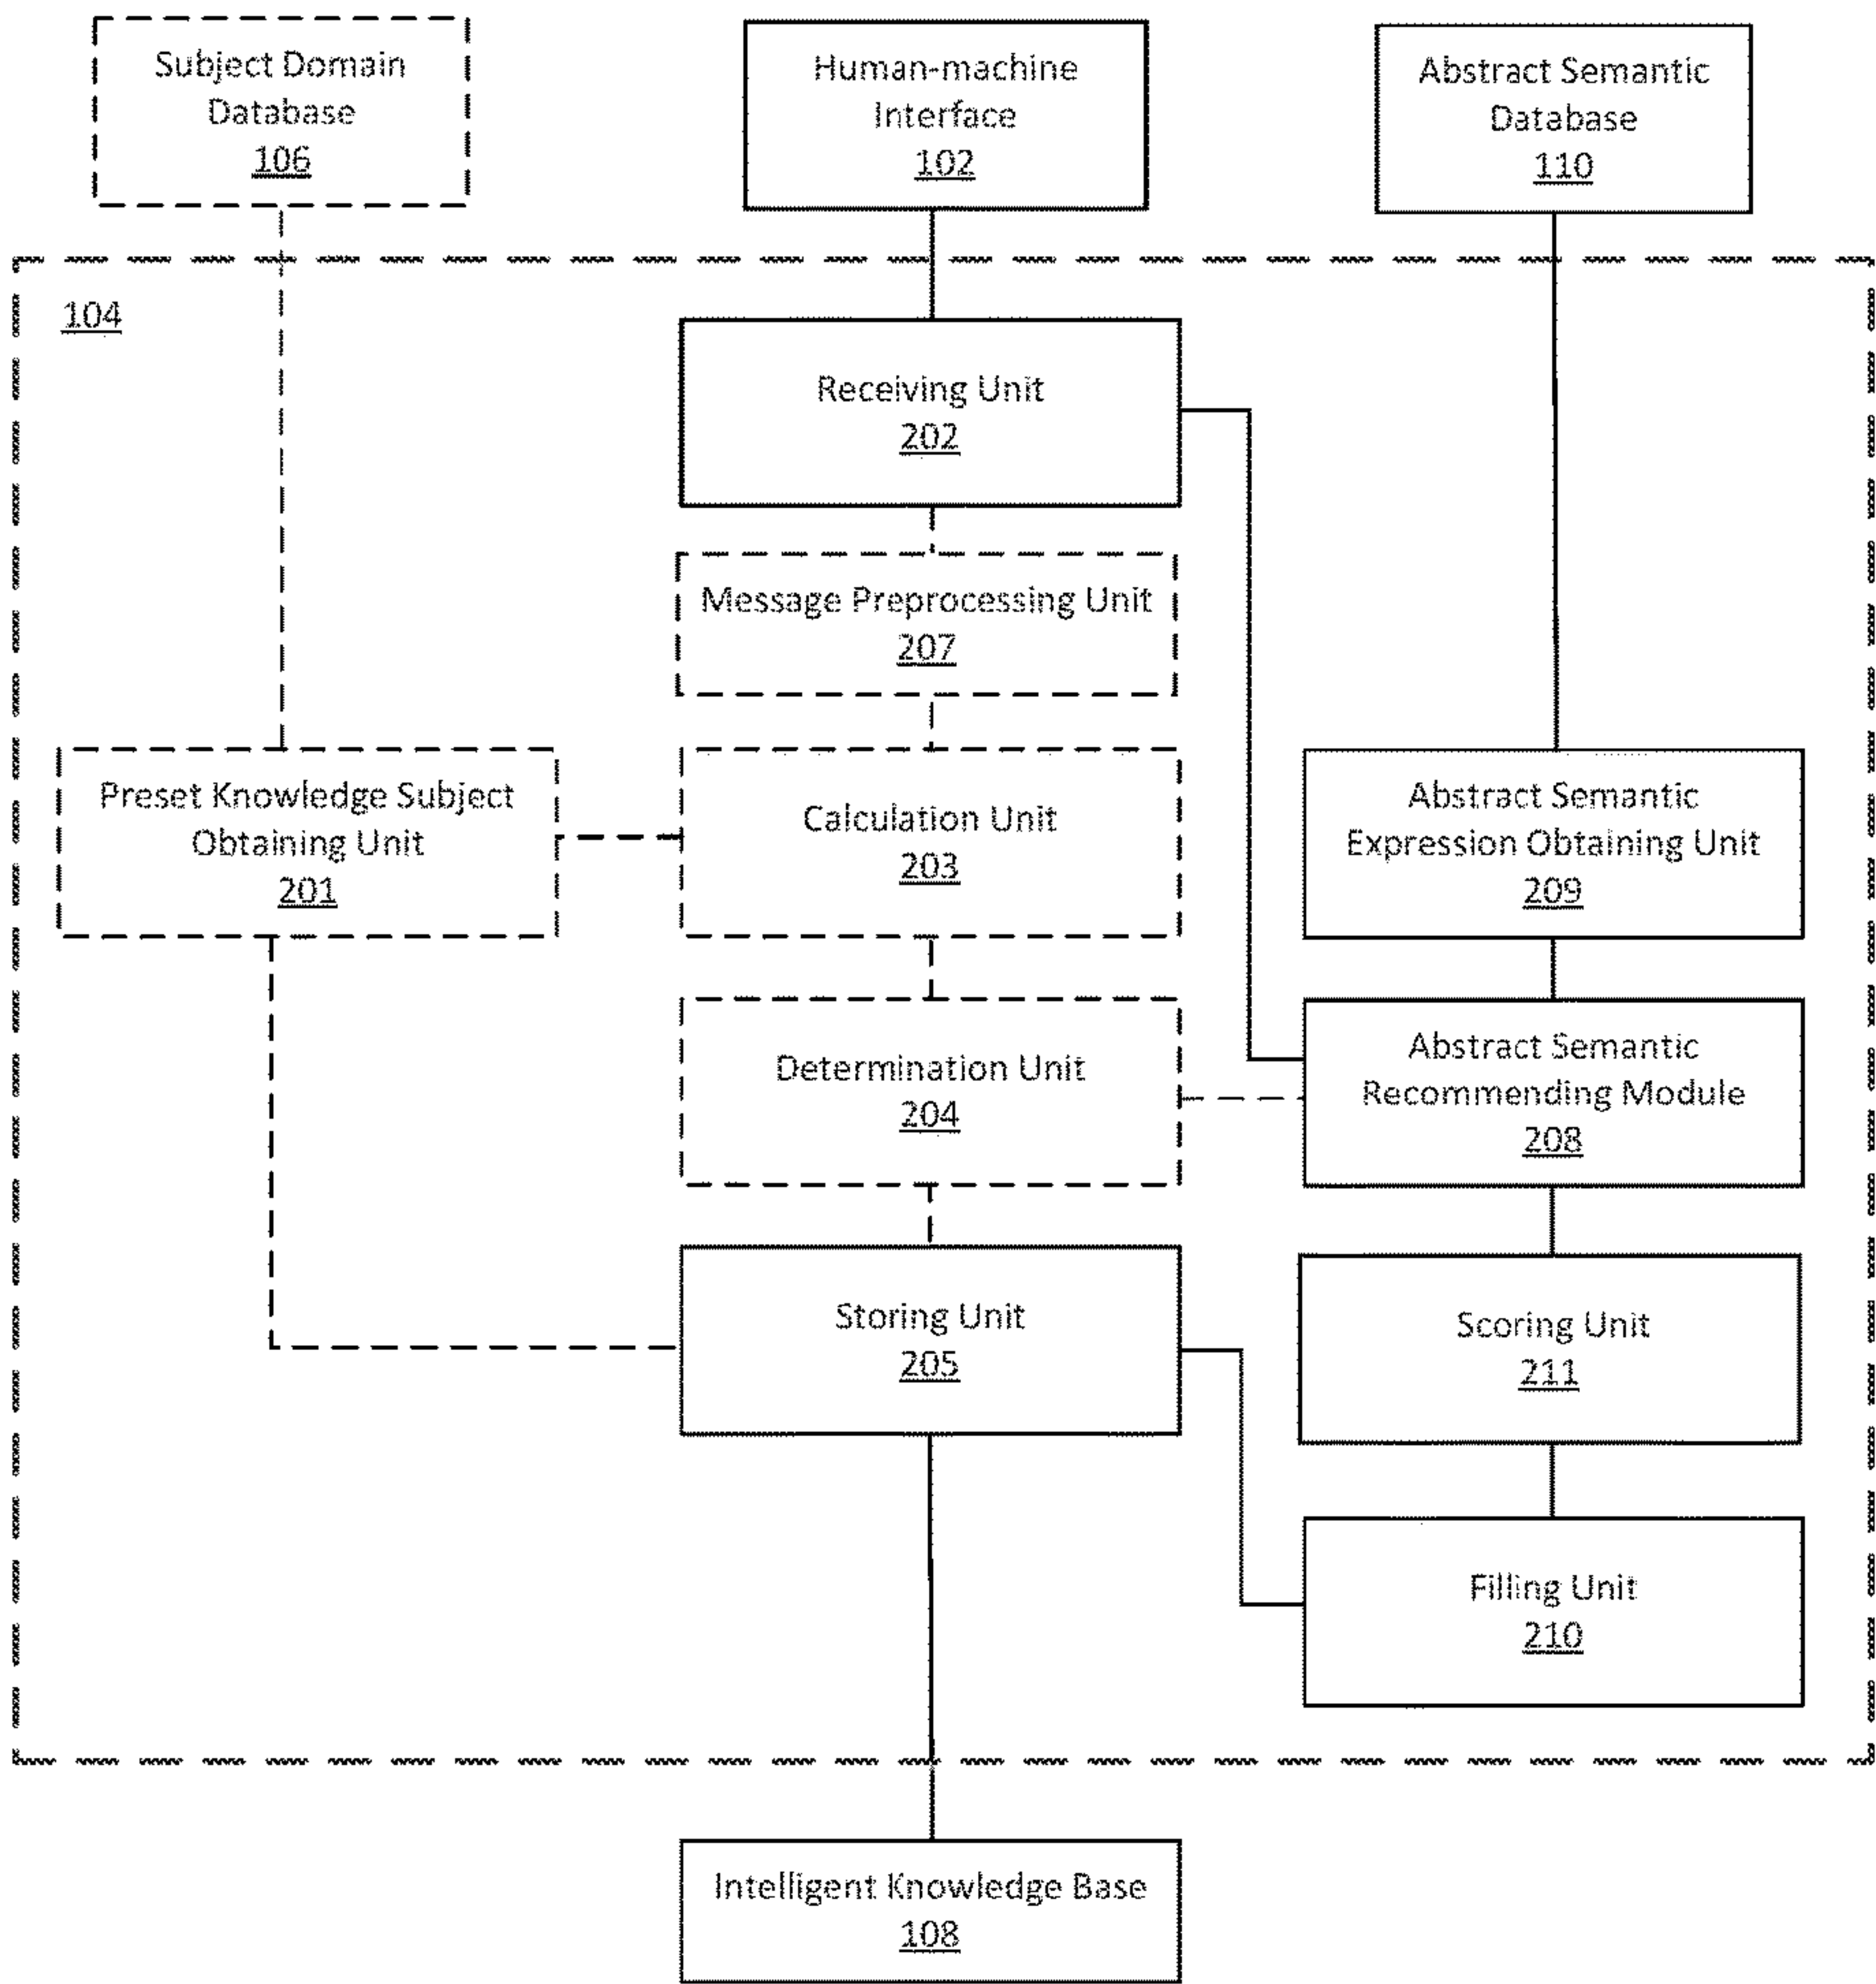 Subject Domain
Database
106
Human-machine
Interface
102
Abstract Semantic
Database
110
104
Receiving Unit
202
Message Preprocessing Unit
207
Preset Knowledge Subject
Obtaining Unit
201
Calculation Unit
203
Abstract Semantic
Expression Obtaining Unit
209
Determination Unit
204
Abstract Semantic
Recommending Module
208
Storing Unit
205
Scoring Unit
211
Filling Unit
210
Intelligent Knowledge Base
108